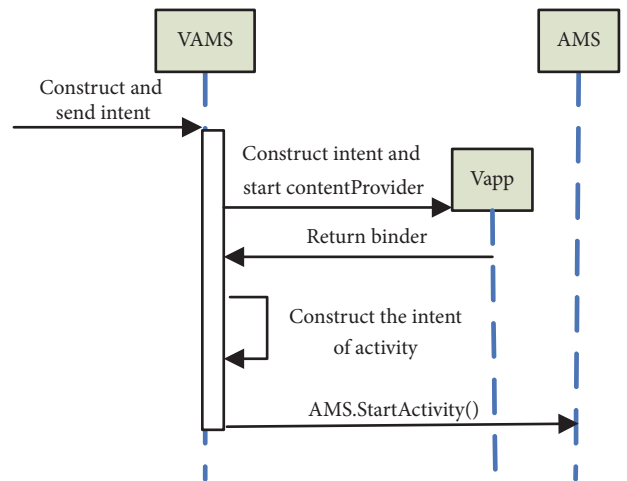 VAMS
AMS
Construct and
send intent
Construct intent and
start contentProvider
Vapp
Return binder
Construct the intent
of activity
AMS.StartActivity()